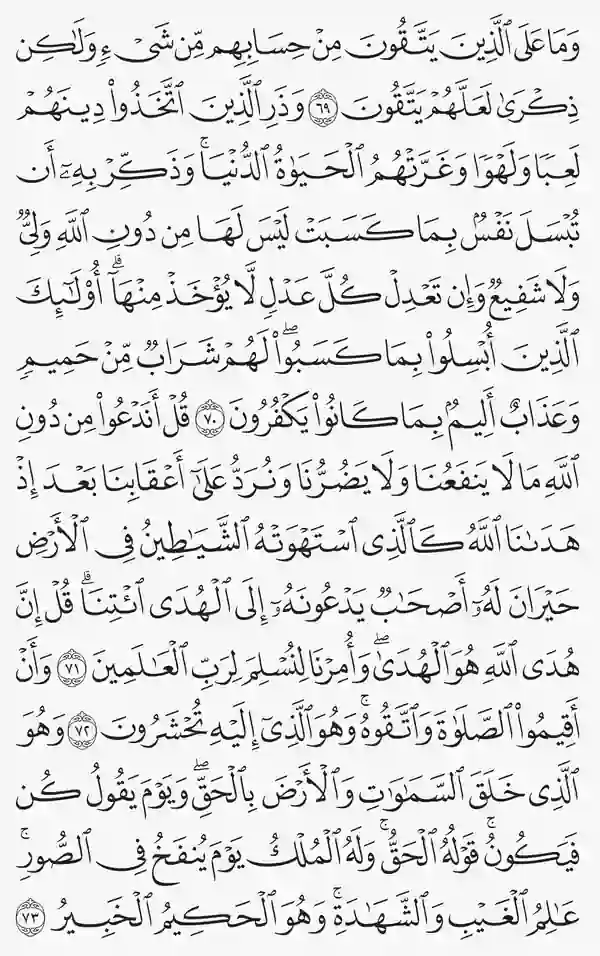 وَمَا عَلَى ٱلَّذِينَ يَتَّقُونَ مِنْ حِسَابِهِم مِّن شَىْءٍ وَلَٰكِن
ذِكْرَىٰ لَعَلَّهُمْ يَتَّقُونَ ٦٩ وَذَرِ ٱلَّذِينَ ٱتَّخَذُوا۟ دِينَهُمْ
لَعِبًا وَلَهْوًا وَغَرَّتْهُمُ ٱلْحَيَوٰةُ ٱلدُّنْيَا ۚ وَذَكِّرْ بِهِۦٓ أَن
تُبْسَلَ نَفْسٌۢ بِمَا كَسَبَتْ لَيْسَ لَهَا مِن دُونِ ٱللَّهِ وَلِىٌّ
وَلَا شَفِيعٌ وَإِن تَعْدِلْ كُلَّ عَدْلٍ لَّا يُؤْخَذْ مِنْهَآ ۗ أُو۟لَٰٓئِكَ
ٱلَّذِينَ أُبْسِلُوا۟ بِمَا كَسَبُوا۟ ۖ لَهُمْ شَرَابٌ مِّنْ حَمِيمٍ
وَعَذَابٌ أَلِيمٌۢ بِمَا كَانُوا۟ يَكْفُرُونَ ٧٠ قُلْ أَنَدْعُوا۟ مِن دُونِ
ٱللَّهِ مَا لَا يَنفَعُنَا وَلَا يَضُرُّنَا وَنُرَدُّ عَلَىٰٓ أَعْقَابِنَا بَعْدَ إِذْ
هَدَىٰنَا ٱللَّهُ كَٱلَّذِى ٱسْتَهْوَتْهُ ٱلشَّيَٰطِينُ فِى ٱلْأَرْضِ
حَيْرَانَ لَهُۥٓ أَصْحَٰبٌ يَدْعُونَهُۥٓ إِلَى ٱلْهُدَى ٱئْتِنَا ۗ قُلْ إِنَّ
هُدَى ٱللَّهِ هُوَ ٱلْهُدَىٰ ۖ وَأُمِرْنَا لِنُسْلِمَ لِرَبِّ ٱلْعَٰلَمِينَ ٧١ وَأَنْ
أَقِيمُوا۟ ٱلصَّلَوٰةَ وَٱتَّقُوهُ ۚ وَهُوَ ٱلَّذِىٓ إِلَيْهِ تُحْشَرُونَ ٧٢ وَهُوَ
ٱلَّذِى خَلَقَ ٱلسَّمَٰوَٰتِ وَٱلْأَرْضَ بِٱلْحَقِّ ۖ وَيَوْمَ يَقُولُ كُن
فَيَكُونُ ۚ قَوْلُهُ ٱلْحَقُّ ۚ وَلَهُ ٱلْمُلْكُ يَوْمَ يُنفَخُ فِى ٱلصُّورِ ۚ
عَٰلِمُ ٱلْغَيْبِ وَٱلشَّهَٰدَةِ ۚ وَهُوَ ٱلْحَكِيمُ ٱلْخَبِيرُ ٧٣